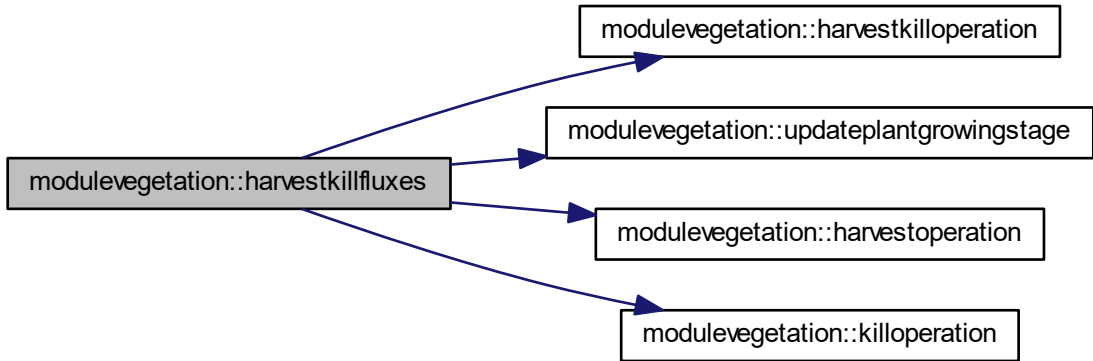 modulevegetation::harvestkilloperation
modulevegetation::updateplantgrowingstage
modulevegetation::harvestkillfluxes
modulevegetation::harvestoperation
modulevegetation::killoperation